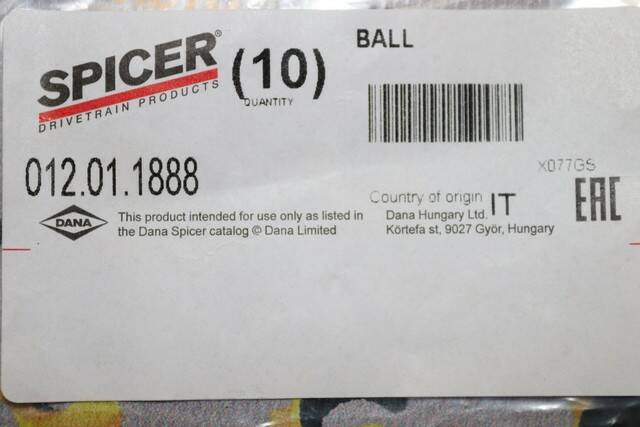 SPICER®
DRIVETRAIN PRODUCTS
(10)
QUANTITY
BALL
X077GS
012.01.1888
Country of origin IT
EAC
DANA
This product intended for use only as listed in
the Dana Spicer catalog © Dana Limited
Dana Hungary Ltd.
Körtefa st, 9027 Győr, Hungary